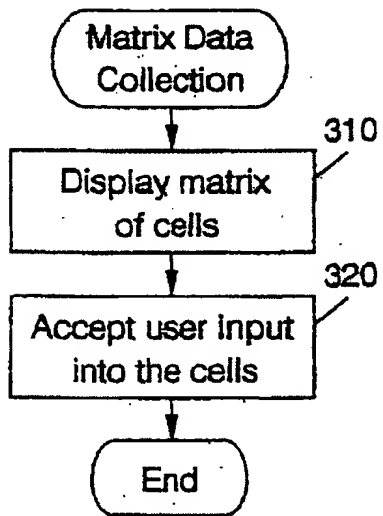 Matrix Data
Collection
310
Display matrix
of cells
320
Accept user input
into the cells
End